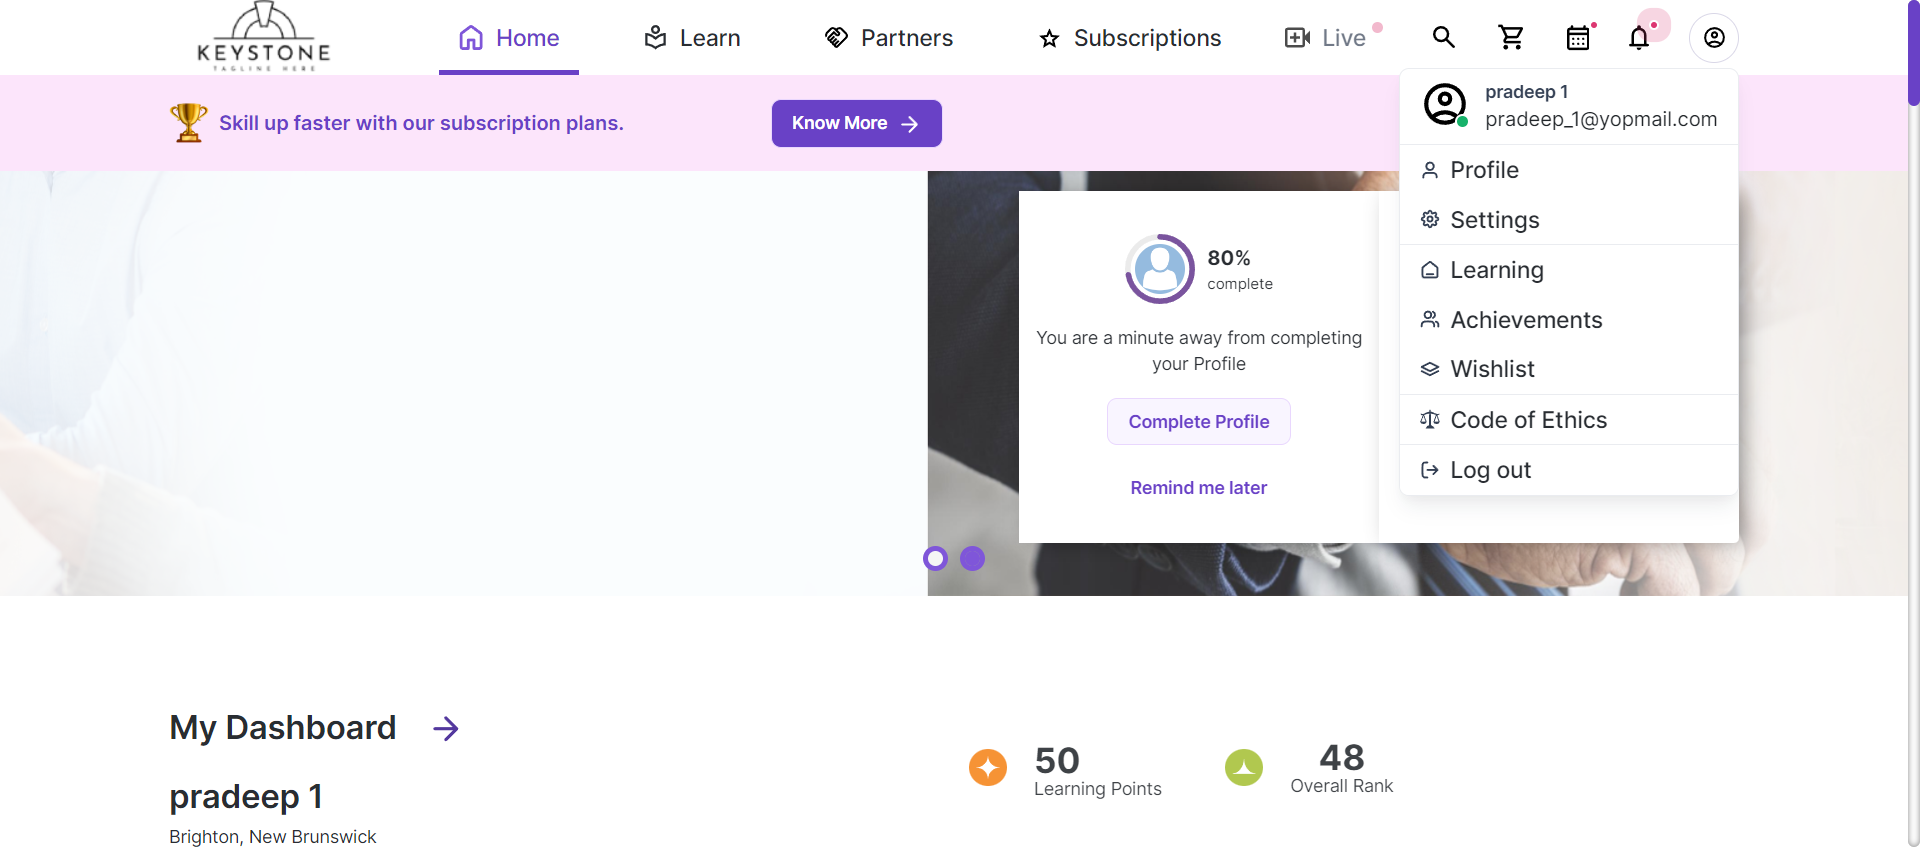 KEYSTONE
TAGLINE HERE
Home
Learn
Partners
Subscriptions
Live
Skill up faster with our subscription plans.
Know More
pradeep 1
pradeep_1@yopmail.com
Profile
Settings
Learning
Achievements
Wishlist
Code of Ethics
Log out
80%
complete
You are a minute away from completing
your Profile
Complete Profile
Remind me later
My Dashboard
pradeep 1
Brighton, New Brunswick
50
Learning Points
48
Overall Rank